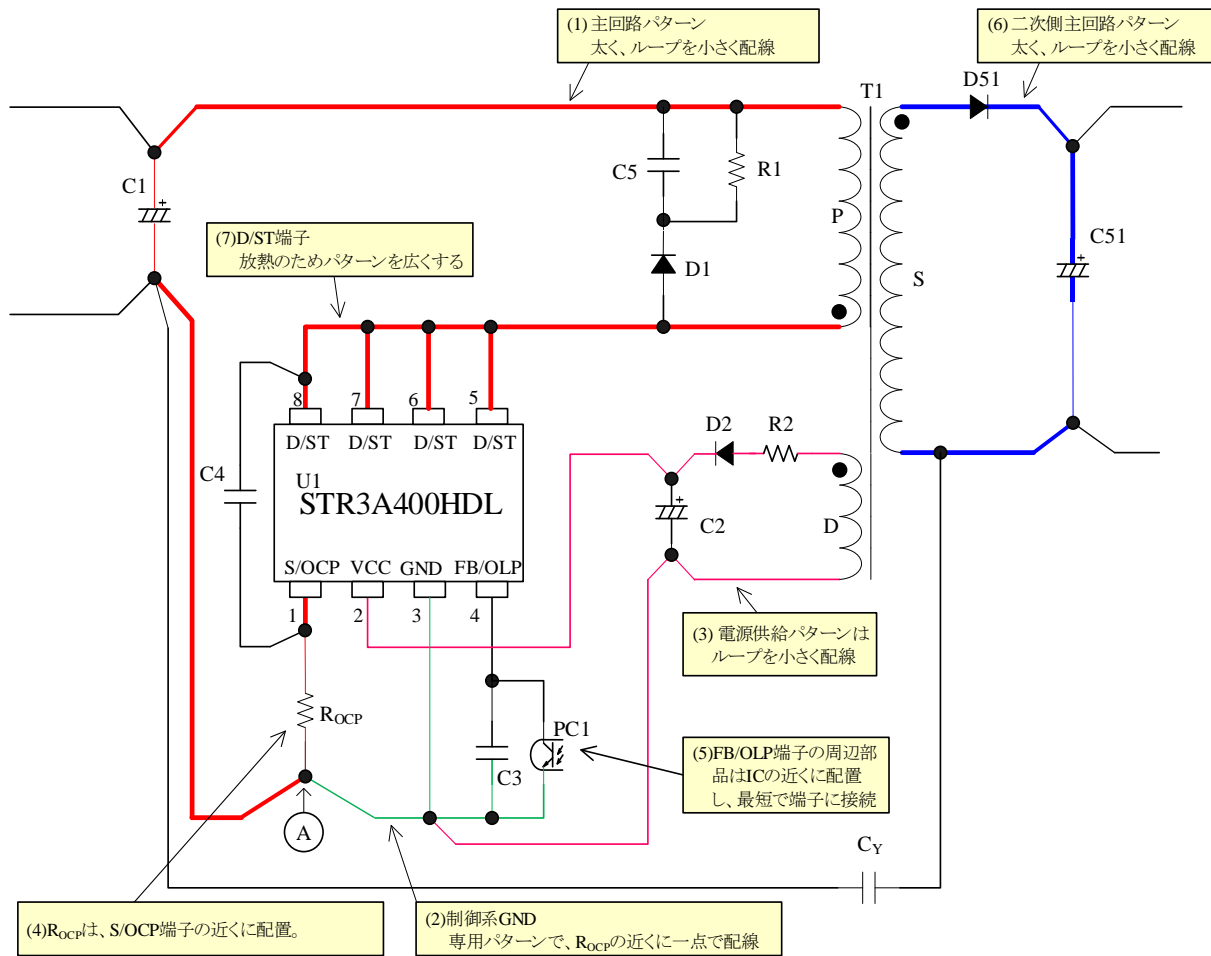 (1) 主回路パターン
太く、ループを小さく配線
(6) 二次側主回路パターン
太く、ループを小さく配線
D51
T1
C1
+
C5
R1
P
S
C51
+
(7)D/ST端子
放熱のためパターンを広くする
D1
8
7
6
5
D/ST
D/ST
D/ST
D/ST
C4
U1
STR3A400HDL
D2
R2
+
C2
D
S/OCP
VCC
GND
FB/OLP
1
2
3
4
(3) 電源供給パターンは
ループを小さく配線
ROCP
PC1
C3
(5)FB/OLP端子の周辺部
品はICの近くに配置
し、最短で端子に接続
A
CY
(4)ROCPは、S/OCP端子の近くに配置。
(2)制御系GND
専用パターンで、ROCPの近くに一点で配線